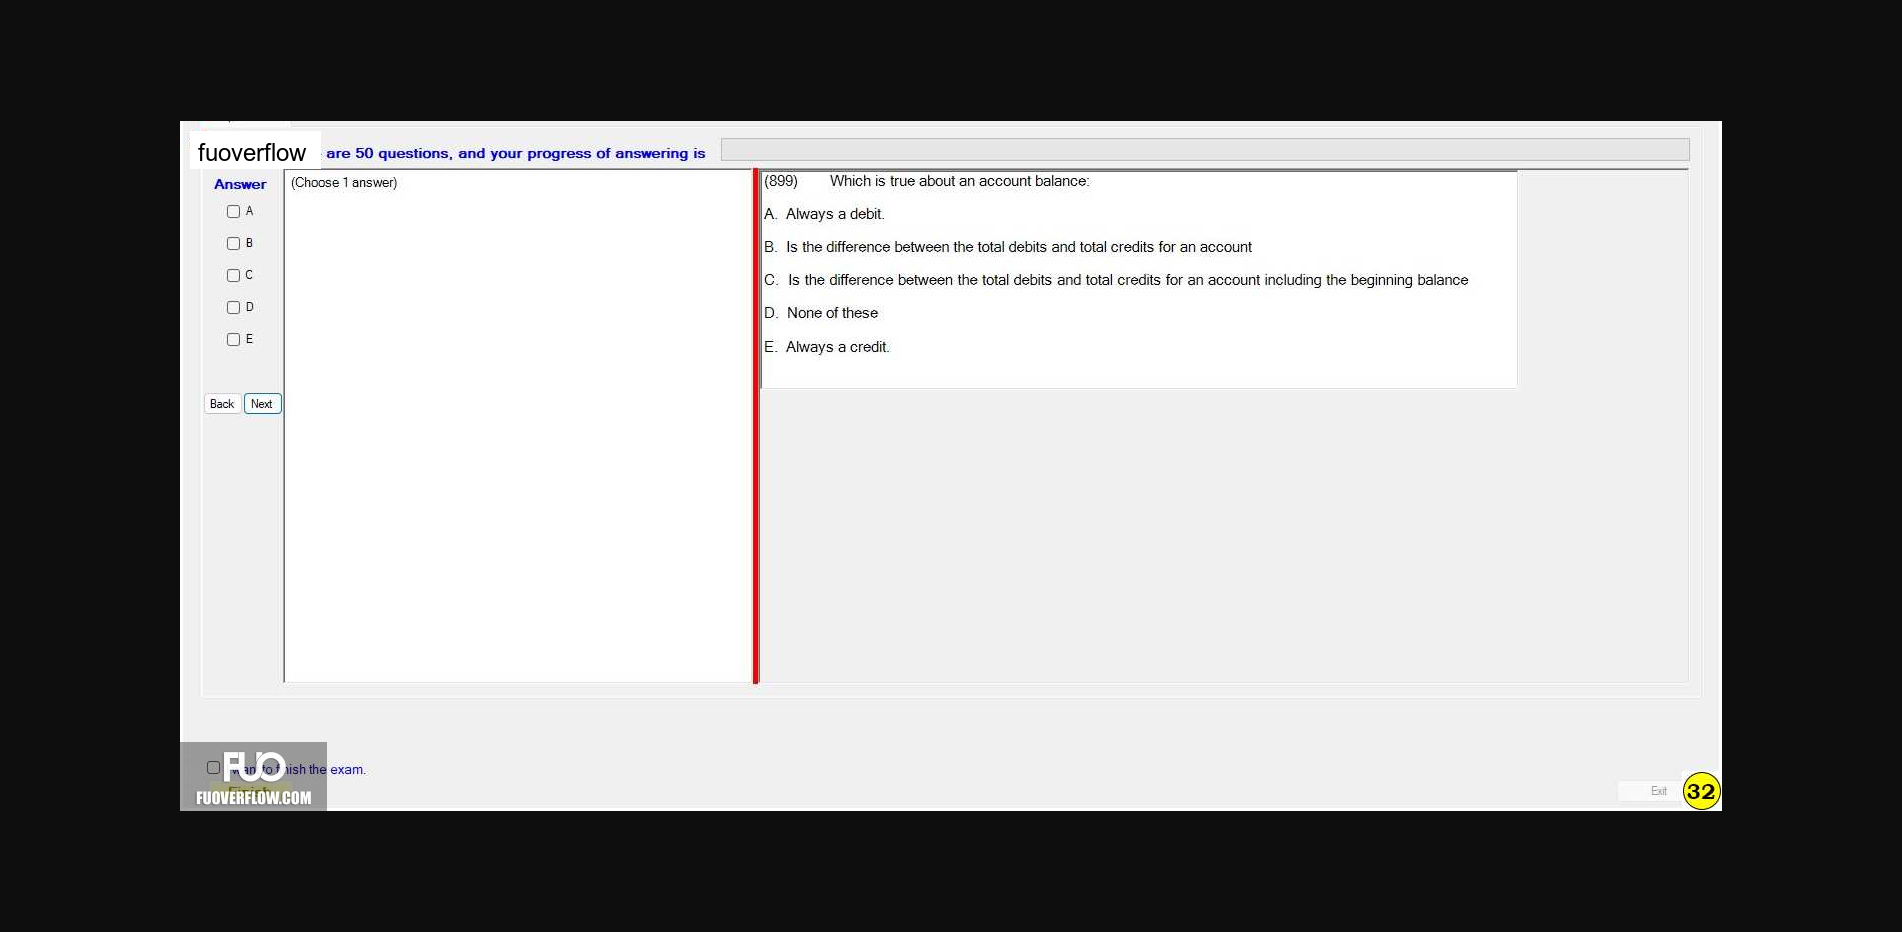 fuoverflow are 50 questions, and your progress of answering is
Answer
(Choose 1 answer)
A
B
C
D
E
Back Next
(899) Which is true about an account balance:
A. Always a debit.
B. Is the difference between the total debits and total credits for an account
C. Is the difference between the total debits and total credits for an account including the beginning balance
D. None of these
E. Always a credit.
FUO
want to finish the exam.
Finish
FUOVERFLOW.COM
Exit
32